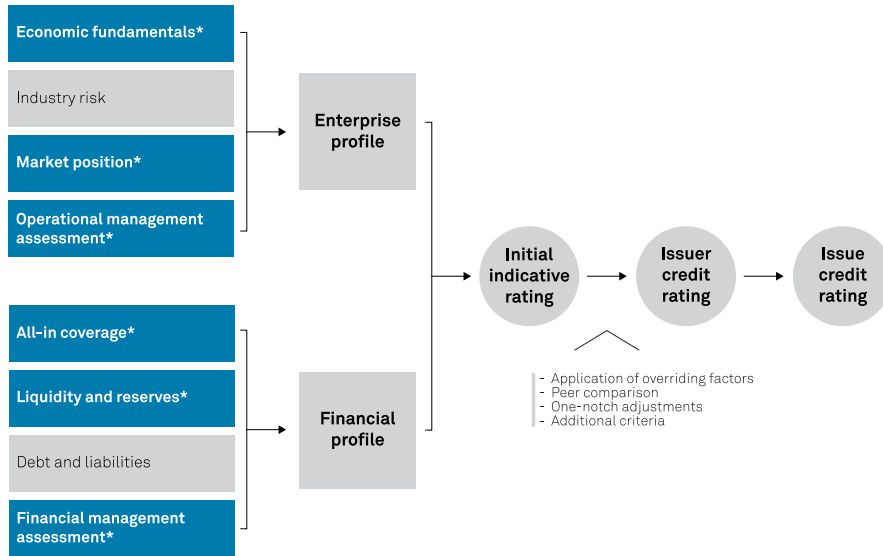 Economic fundamentals*
Industry risk
Market position*
Operational management
assessment*
Enterprise
profile
All-in coverage*
Liquidity and reserves*
Debt and liabilities
Financial management
assessment*
Financial
profile
Initial
indicative
rating
Issuer
credit
rating
Issue
credit
rating
- Application of overriding factors
- Peer comparison
- One-notch adjustments
- Additional criteria